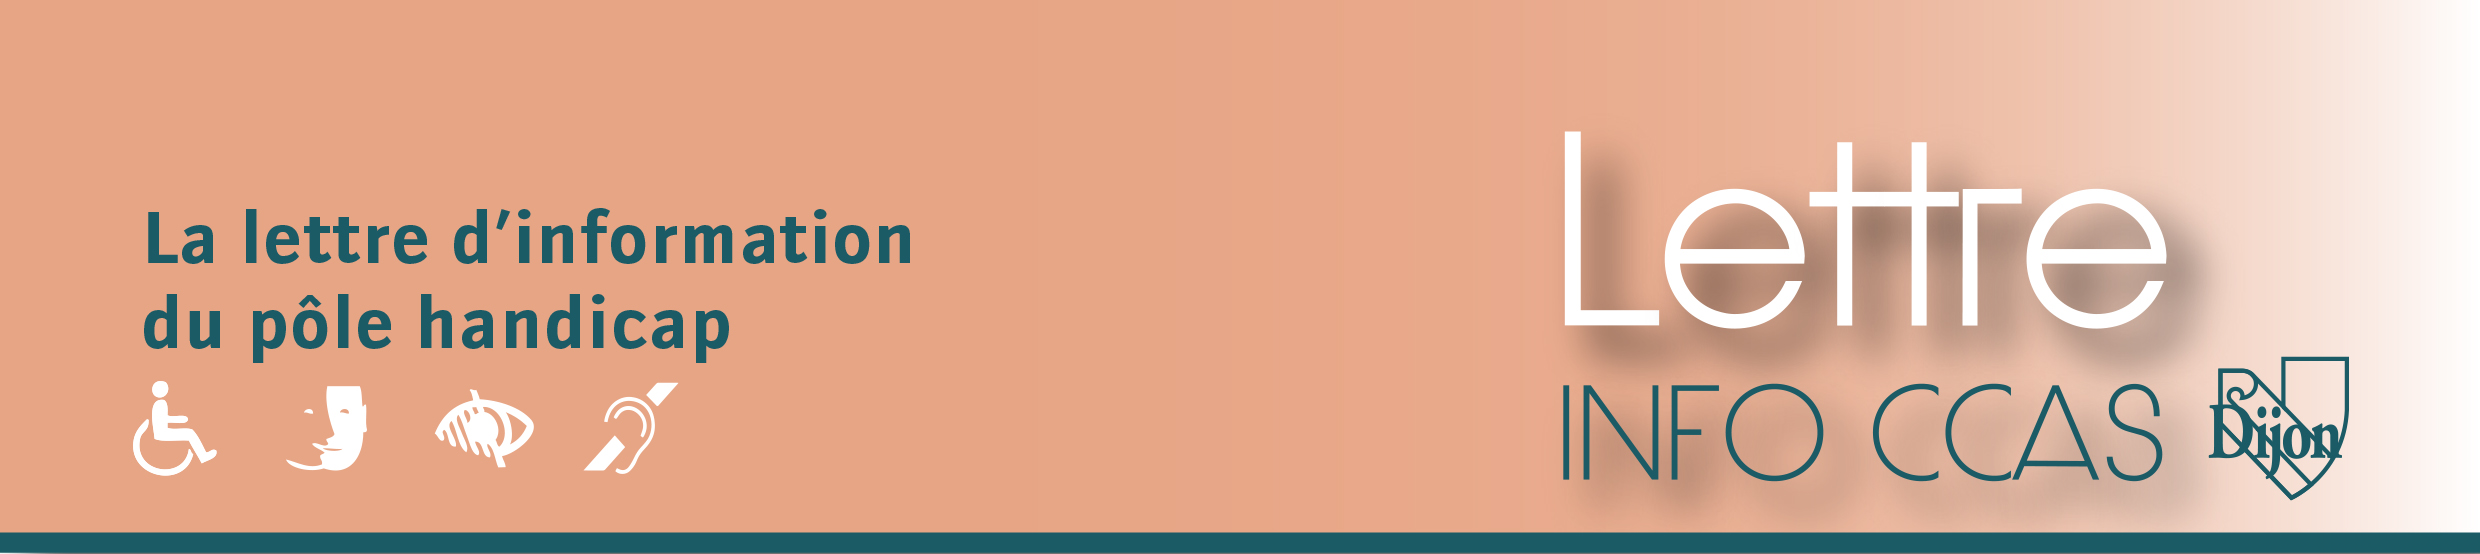 La lettre d'information
du pôle handicap
Lettre
INFO CCAS
Dijon